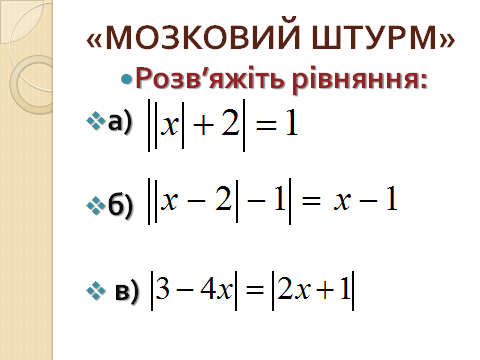 «МОЗКОВИЙ ШТУРМ»
Розв’яжіть рівняння:
а) ||x| + 2| = 1
б) ||x − 2| − 1| = x − 1
в) |3 − 4x| = |2x + 1|